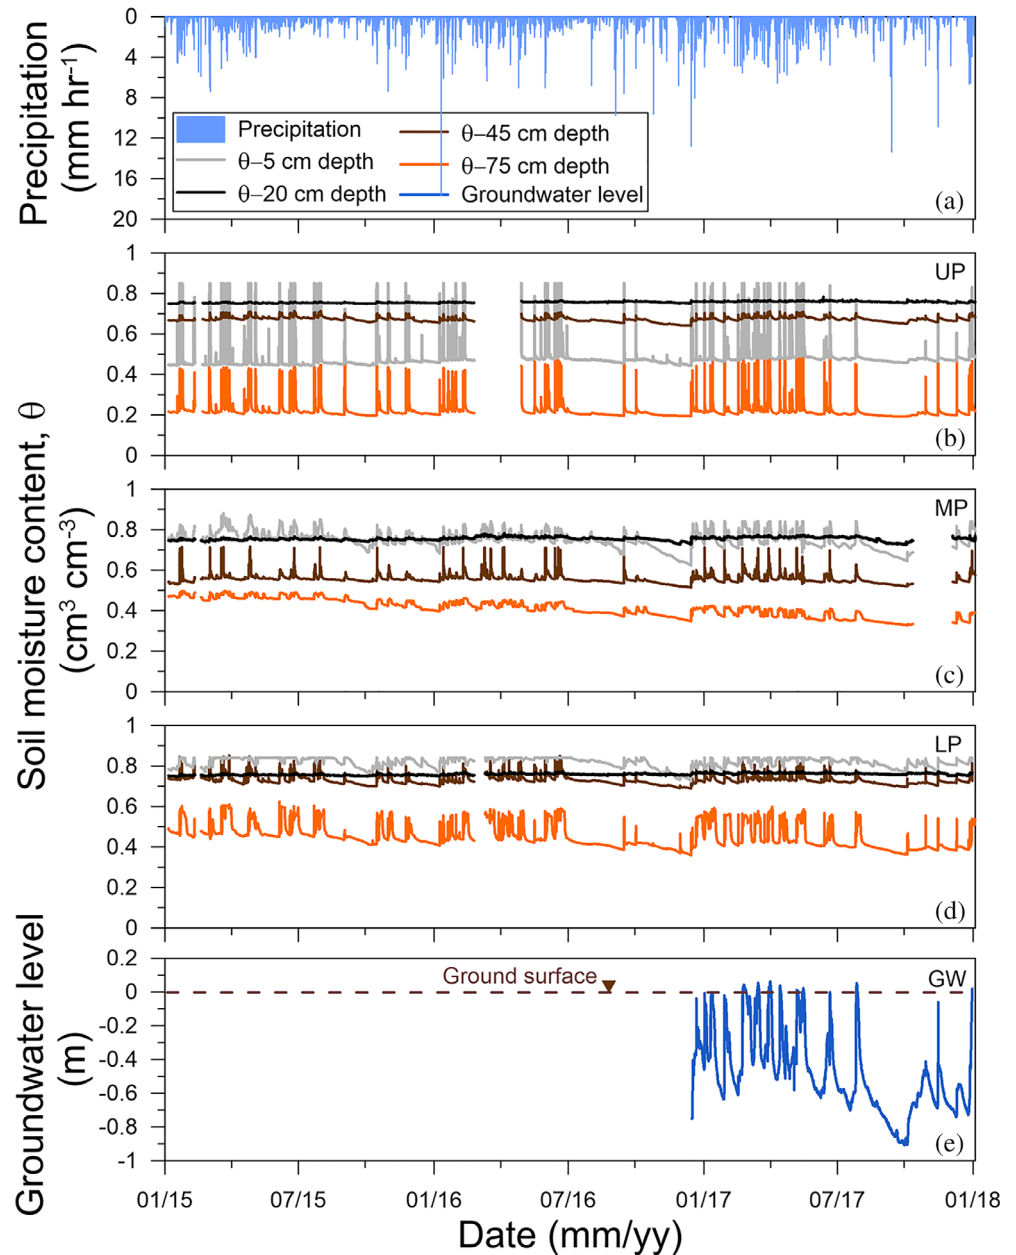 Precipitation
(mm hr-1)
0
4
8
12
16
20
Precipitation
θ–5 cm depth
θ–20 cm depth
θ–45 cm depth
θ–75 cm depth
Groundwater level
(a)
Soil moisture content, θ
(cm3 cm-3)
1
0.8
0.6
0.4
0.2
0
UP
(b)
1
0.8
0.6
0.4
0.2
0
MP
(c)
1
0.8
0.6
0.4
0.2
0
LP
(d)
Groundwater level
(m)
0.2
0
-0.2
-0.4
-0.6
-0.8
-1
Ground surface
GW
(e)
01/15 07/15 01/16 07/16 01/17 07/17 01/18
Date (mm/yy)